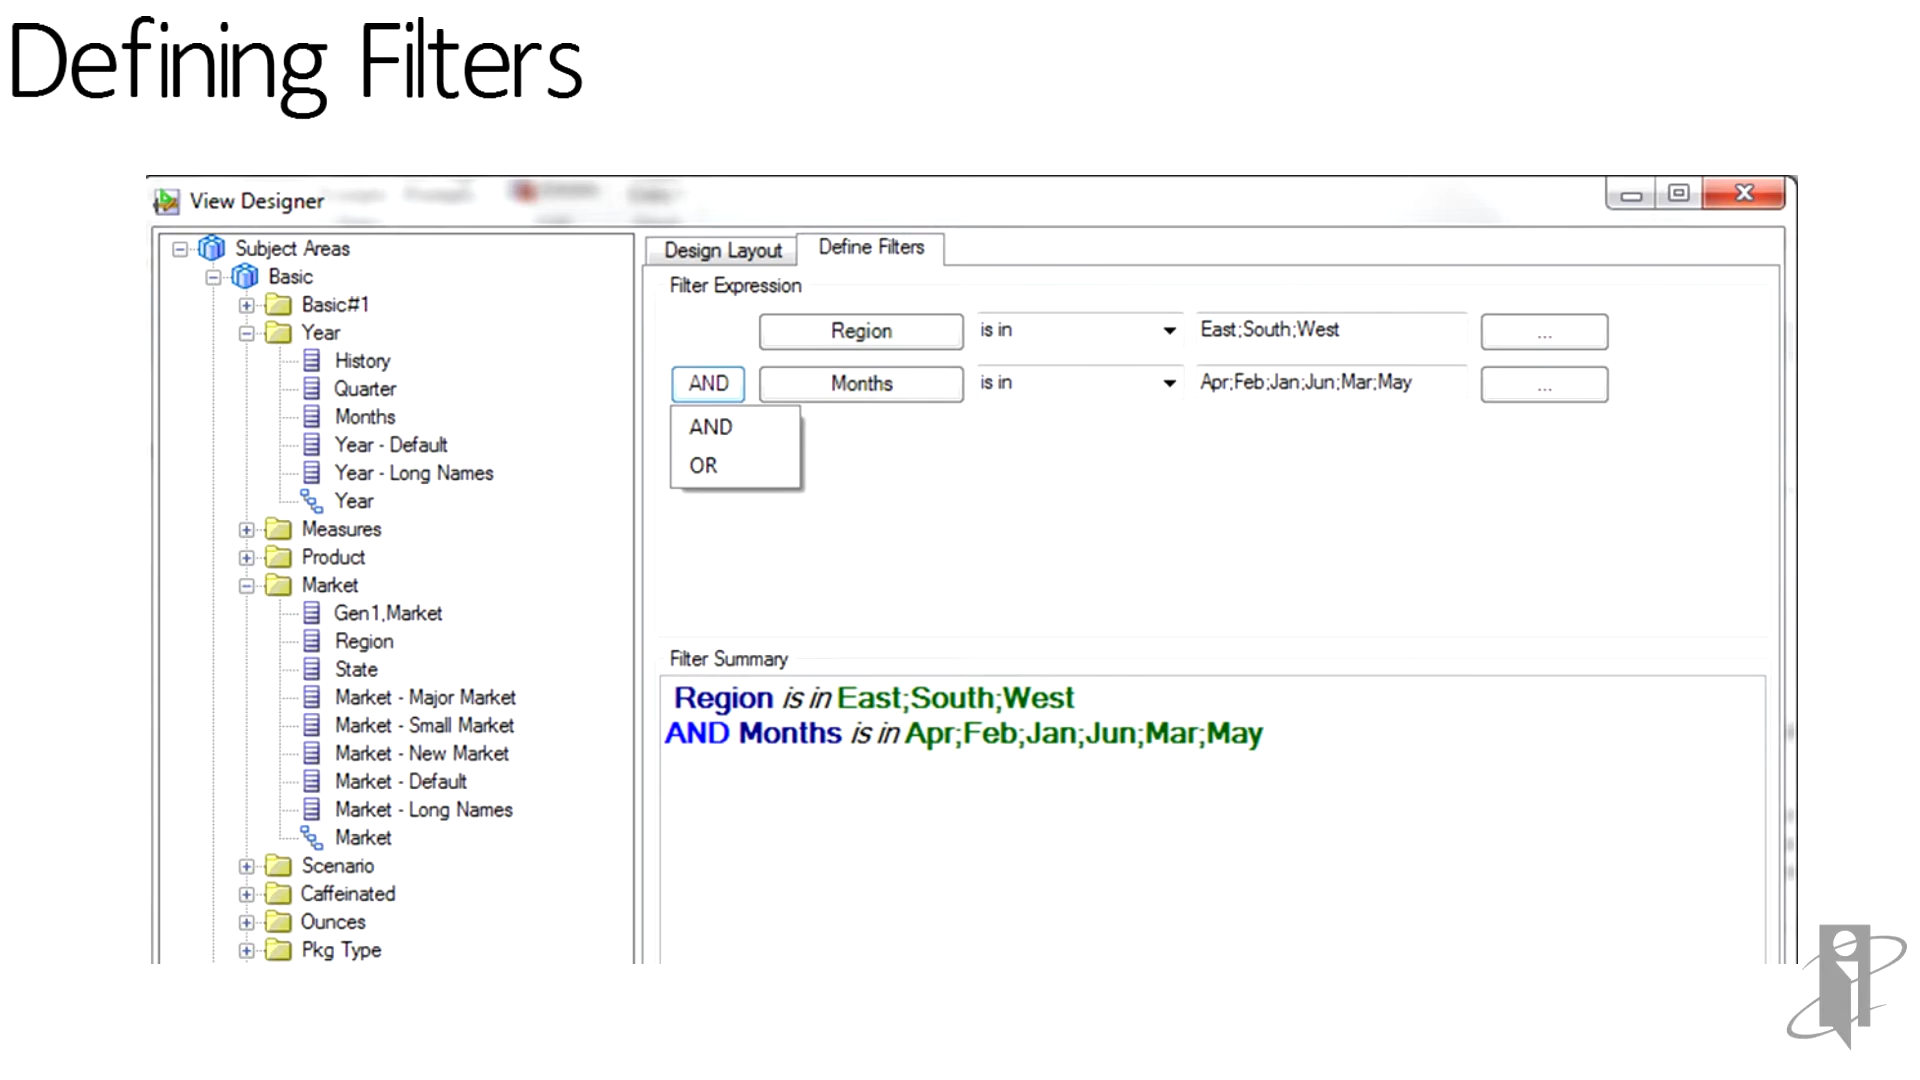 Defining Filters
View Designer
Subject Areas
Basic
Basic#1
Year
History
Quarter
Months
Year - Default
Year - Long Names
Year
Measures
Product
Market
Gen1,Market
Region
State
Market - Major Market
Market - Small Market
Market - New Market
Market - Default
Market - Long Names
Market
Scenario
Caffeinated
Ounces
Pkg Type
Design Layout
Define Filters
Filter Expression
Region is in East;South;West ...
AND Months is in Apr;Feb;Jan;Jun;Mar;May ...
AND
OR
Filter Summary
Region is in East;South;West
AND Months is in Apr;Feb;Jan;Jun;Mar;May